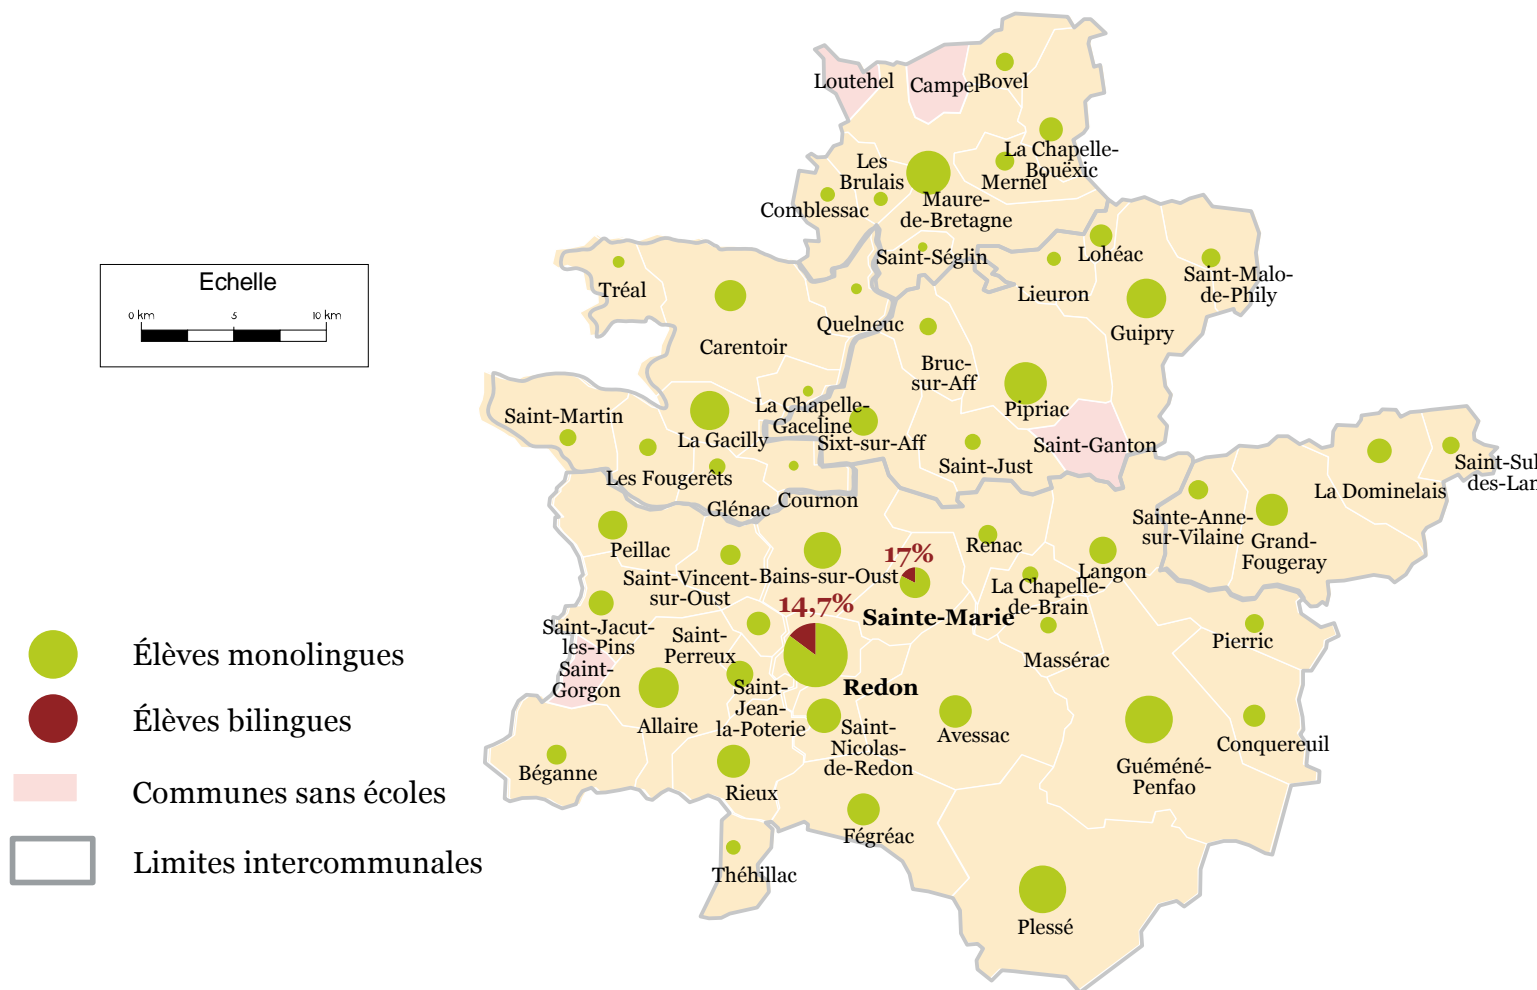 Loutehel
Campel
Bovel
La Chapelle-
Bouëxic
Les
Brulais
Mernel
Maure-
de-Bretagne
Comblessac
Saint-Séglin
Lohéac
Saint-Malo-
de-Phily
Lieuron
Guipry
Echelle
0 km
5
10 km
Tréal
Quelneuc
Carentoir
Bruc-
sur-Aff
Pipriac
La Chapelle-
Gaceline
Saint-Martin
La Gacilly
Sixt-sur-Aff
Saint-Ganton
Saint-Just
Les Fougerêts
Glénac
Cournon
Saint-Sul
des-Lan
La Dominelais
Sainte-Anne-
sur-Vilaine
Grand-
Fougeray
Peillac
Saint-Vincent-
sur-Oust
Bains-sur-Oust
17%
Renac
Langon
La Chapelle-
de-Brain
14,7%
Sainte-Marie
Saint-Jacut-
les-Pins
Saint-
Perreux
Massérac
Pierric
Saint-
Gorgon
Redon
Saint-
Jean-
la-Poterie
Allaire
Saint-
Nicolas-
de-Redon
Avessac
Conquereuil
Guéméné-
Penfao
Béganne
Rieux
Fégréac
Théhillac
Plessé
Élèves monolingues
Élèves bilingues
Communes sans écoles
Limites intercommunales